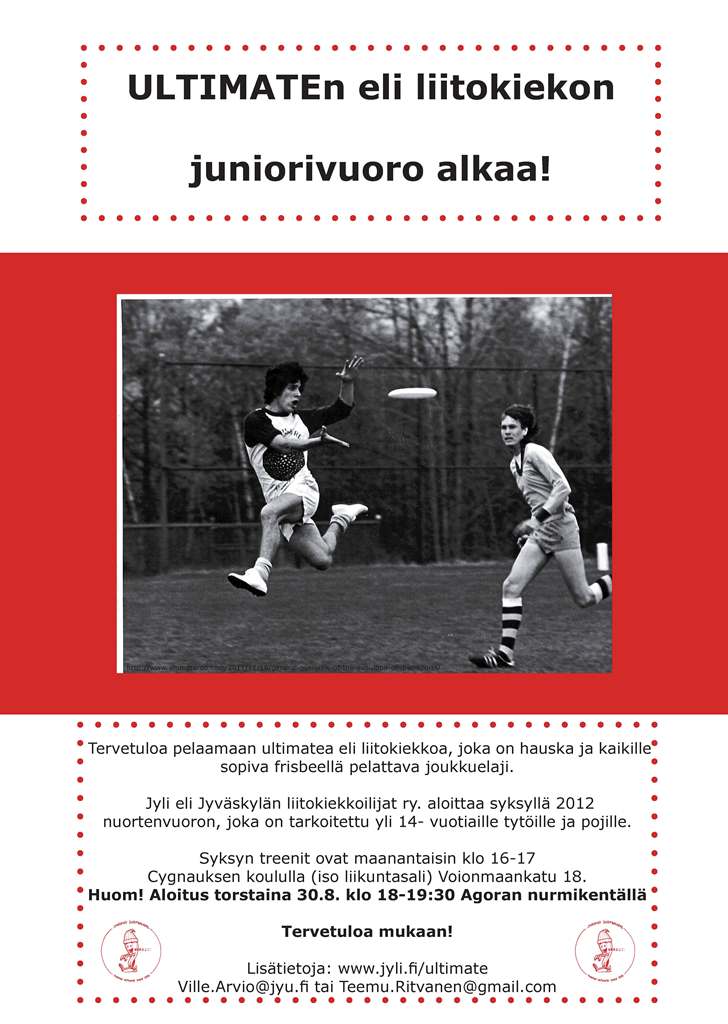 ULTIMATEn eli liitokiekon
juniorivuoro alkaa!
Tervetuloa pelaamaan ultimatea eli liitokiekkoa, joka on hauska ja kaikille
sopiva frisbeellä pelattava joukkuelaji.
Jyli eli Jyväskylän liitokiekkoilijat ry. aloittaa syksyllä 2012
nuortenvuoron, joka on tarkoitettu yli 14- vuotiaille tytöille ja pojille.
Syksyn treenit ovat maanantaisin klo 16-17
Cygnauksen koululla (iso liikuntasali) Voionmaankatu 18.
Huom! Aloitus torstaina 30.8. klo 18-19:30 Agoran nurmikentällä
Tervetuloa mukaan!
Lisätietoja: www.jyli.fi/ultimate
Ville.Arvio@jyu.fi tai Teemu.Ritvanen@gmail.com